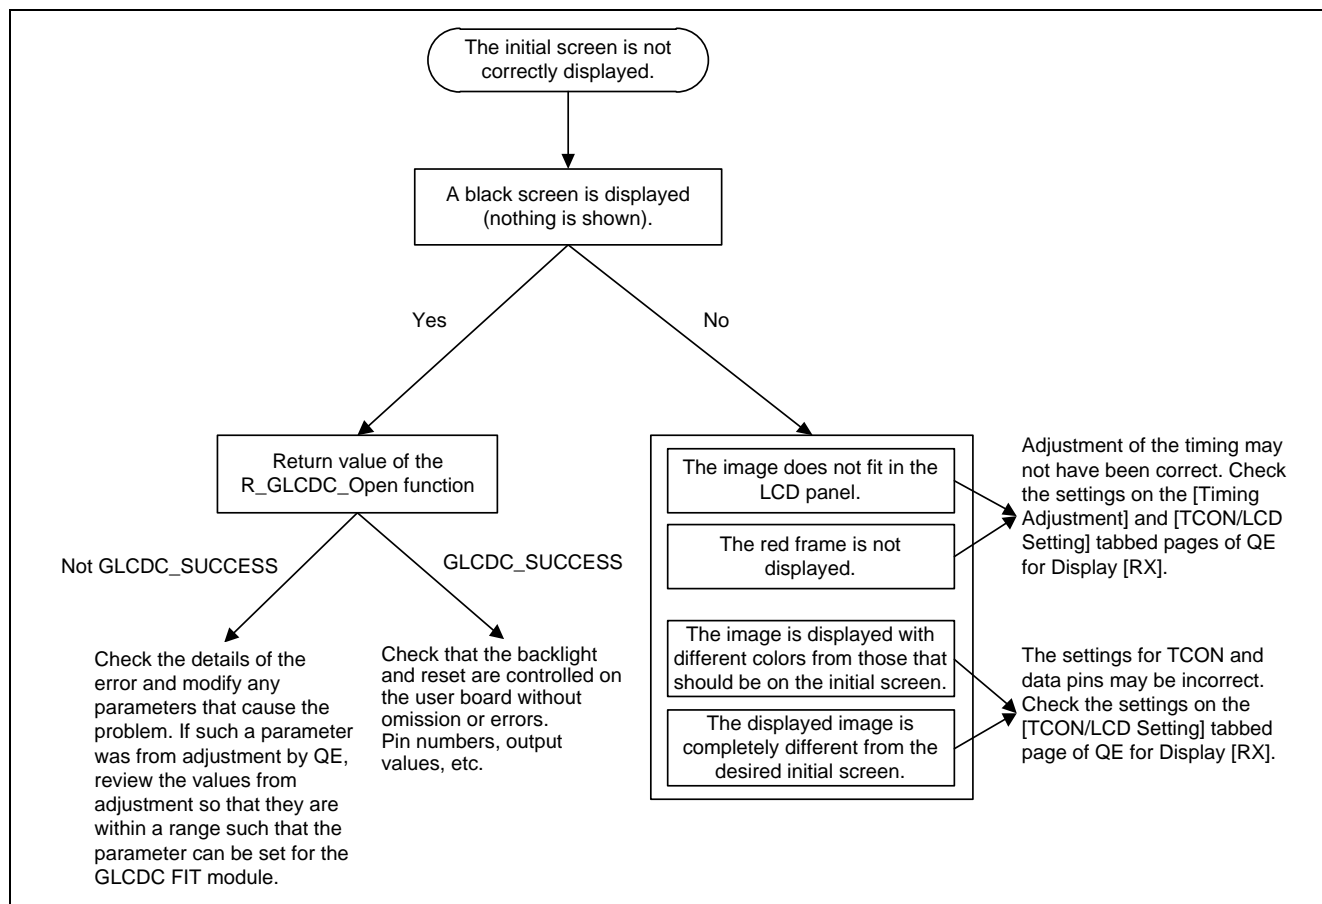 The initial screen is not
correctly displayed.
A black screen is displayed
(nothing is shown).
Yes
No
Return value of the
R_GLCDC_Open function
Not GLCDC_SUCCESS
GLCDC_SUCCESS
Check the details of the
error and modify any
parameters that cause the
problem. If such a parameter
was from adjustment by QE,
review the values from
adjustment so that they are
within a range such that the
parameter can be set for the
GLCDC FIT module.
Check that the backlight
and reset are controlled on
the user board without
omission or errors.
Pin numbers, output
values, etc.
The image does not fit in the
LCD panel.
The red frame is not
displayed.
Adjustment of the timing may
not have been correct. Check
the settings on the [Timing
Adjustment] and [TCON/LCD
Setting] tabbed pages of QE
for Display [RX].
The image is displayed with
different colors from those that
should be on the initial screen.
The displayed image is
completely different from the
desired initial screen.
The settings for TCON and
data pins may be incorrect.
Check the settings on the
[TCON/LCD Setting] tabbed
page of QE for Display [RX].